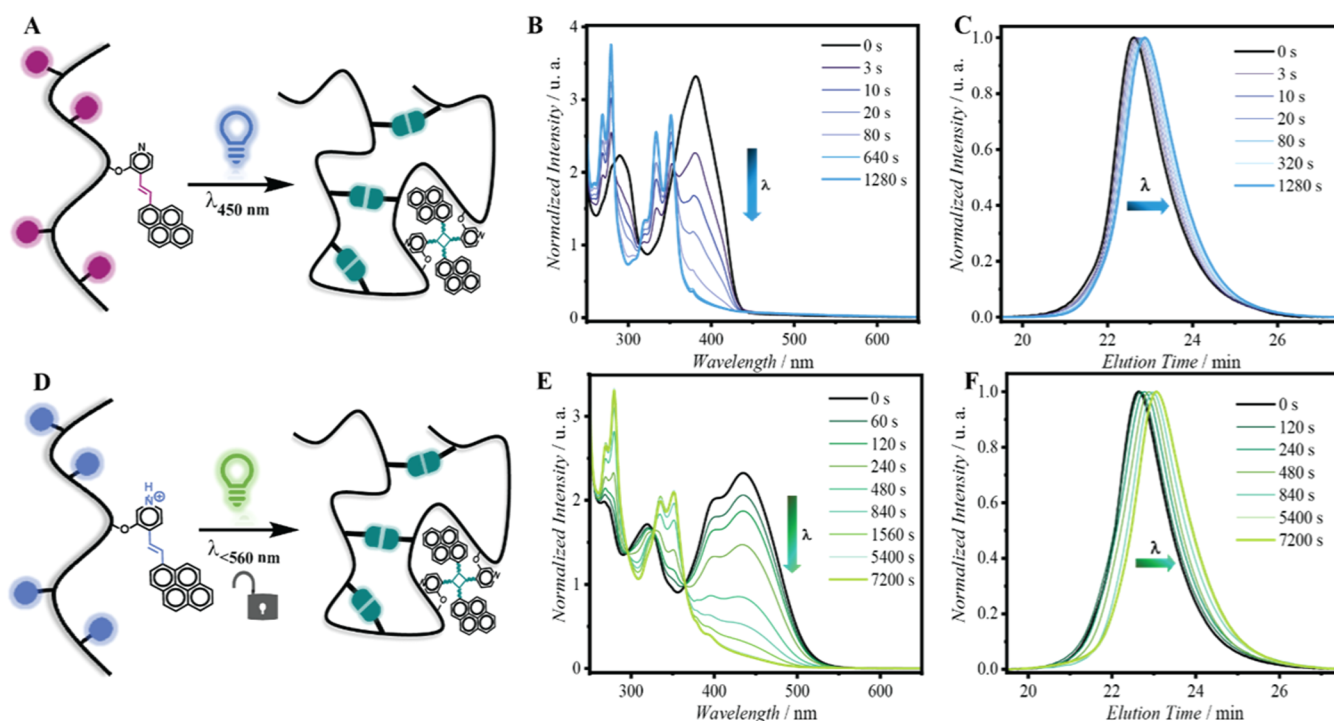 A
N
O
λ450 nm
N
O
N
O
B
Normalized Intensity / u. a.
4
3
2
1
0
300
400
500
600
Wavelength / nm
0 s
3 s
10 s
20 s
80 s
640 s
1280 s
λ
C
Normalized Intensity / u. a.
1.0
0.8
0.6
0.4
0.2
0.0
20
22
24
26
Elution Time / min
0 s
3 s
10 s
20 s
80 s
320 s
1280 s
λ
D
H
N
⊕
O
λ<560 nm
N
O
N
O
E
Normalized Intensity / u. a.
3
2
1
0
300
400
500
600
Wavelength / nm
0 s
60 s
120 s
240 s
480 s
840 s
1560 s
5400 s
7200 s
λ
F
Normalized Intensity / u. a.
1.0
0.8
0.6
0.4
0.2
0.0
20
22
24
26
Elution Time / min
0 s
120 s
240 s
480 s
840 s
5400 s
7200 s
λ